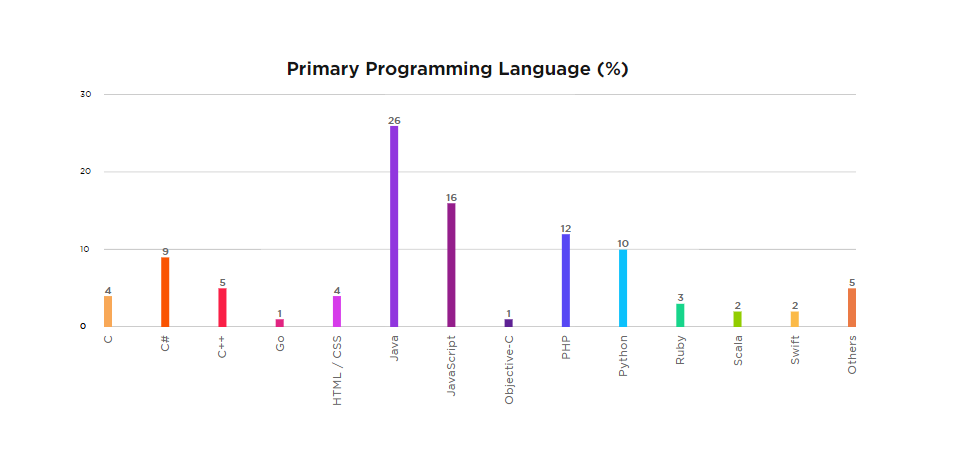 Primary Programming Language (%)
30
20
10
0
4
9
5
1
4
26
16
1
12
10
3
2
2
5
C
C#
C++
Go
HTML / CSS
Java
JavaScript
Objective-C
PHP
Python
Ruby
Scala
Swift
Others